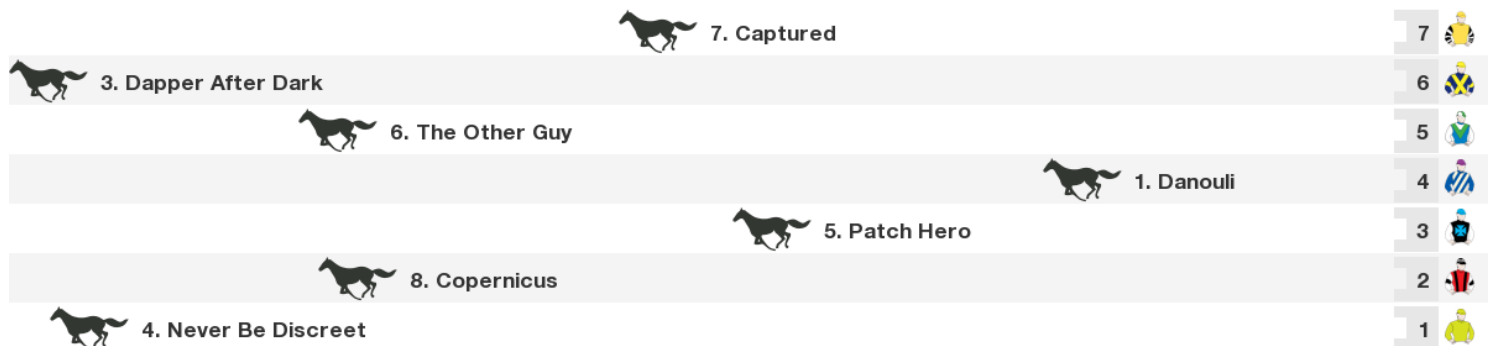 7. Captured 7
3. Dapper After Dark 6
6. The Other Guy 5
1. Danouli 4
5. Patch Hero 3
8. Copernicus 2
4. Never Be Discreet 1